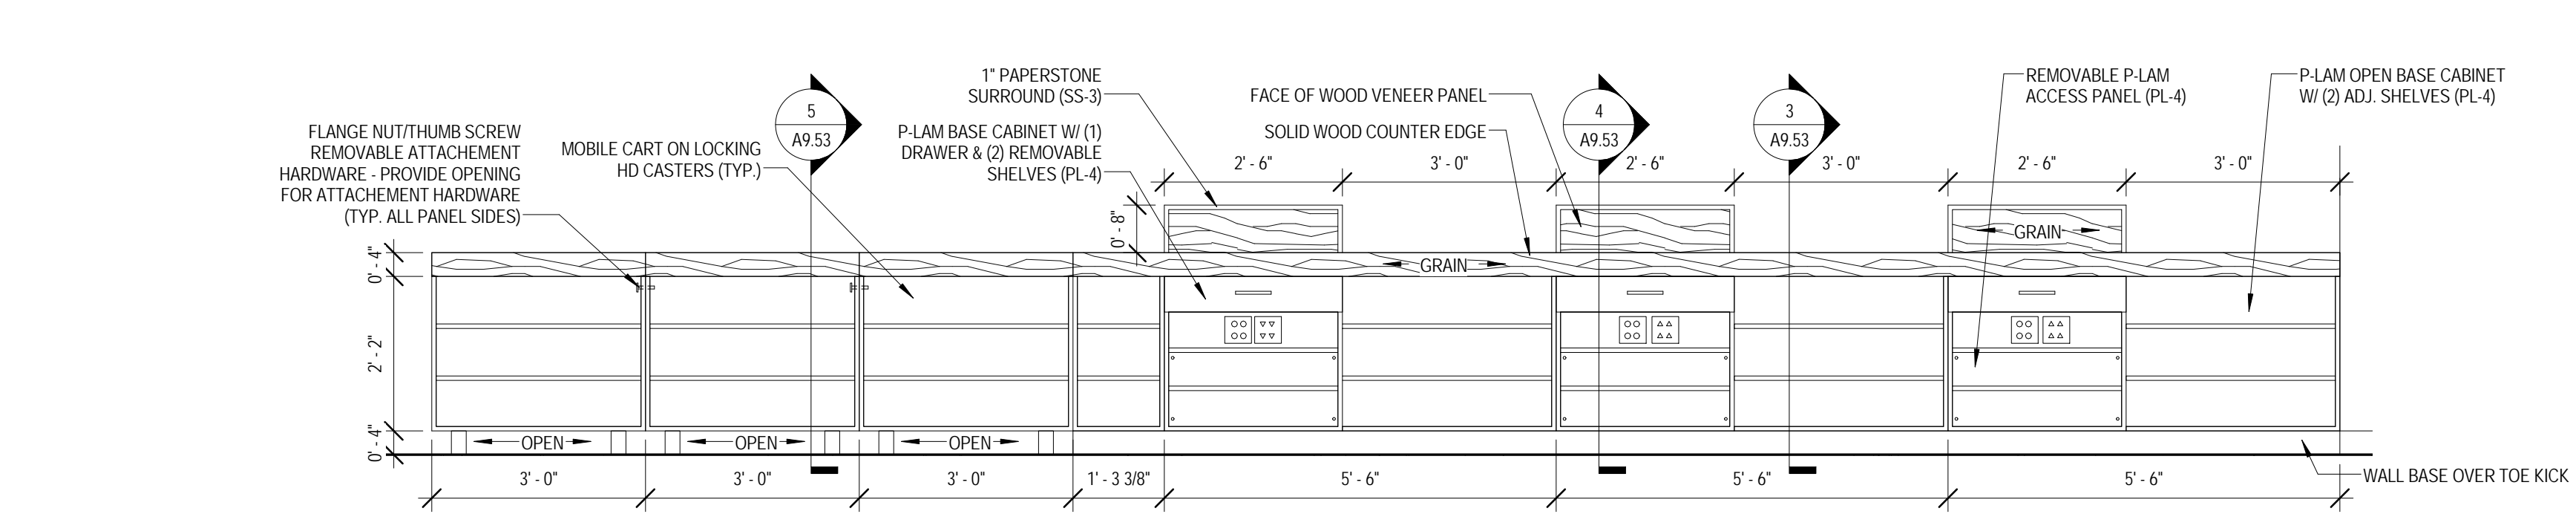 1" PAPERSTONE
SURROUND (SS-3)
P-LAM BASE CABINET W/ (1)
DRAWER & (2) REMOVABLE
SHELVES (PL-4)
FLANGE NUT/THUMB SCREW
REMOVABLE ATTACHEMENT
HARDWARE - PROVIDE OPENING
FOR ATTACHEMENT HARDWARE
(TYP. ALL PANEL SIDES)
MOBILE CART ON LOCKING
HD CASTERS (TYP.)
5
A9.53
FACE OF WOOD VENEER PANEL
SOLID WOOD COUNTER EDGE
4
A9.53
3
A9.53
REMOVABLE P-LAM
ACCESS PANEL (PL-4)
P-LAM OPEN BASE CABINET
W/ (2) ADJ. SHELVES (PL-4)
2' - 6"
3' - 0"
2' - 6"
3' - 0"
2' - 6"
3' - 0"
0' - 8"
GRAIN
GRAIN
0' - 4"
2' - 2"
0' - 4"
OPEN
OPEN
OPEN
3' - 0"
3' - 0"
3' - 0"
1' - 3 3/8"
5' - 6"
5' - 6"
5' - 6"
WALL BASE OVER TOE KICK